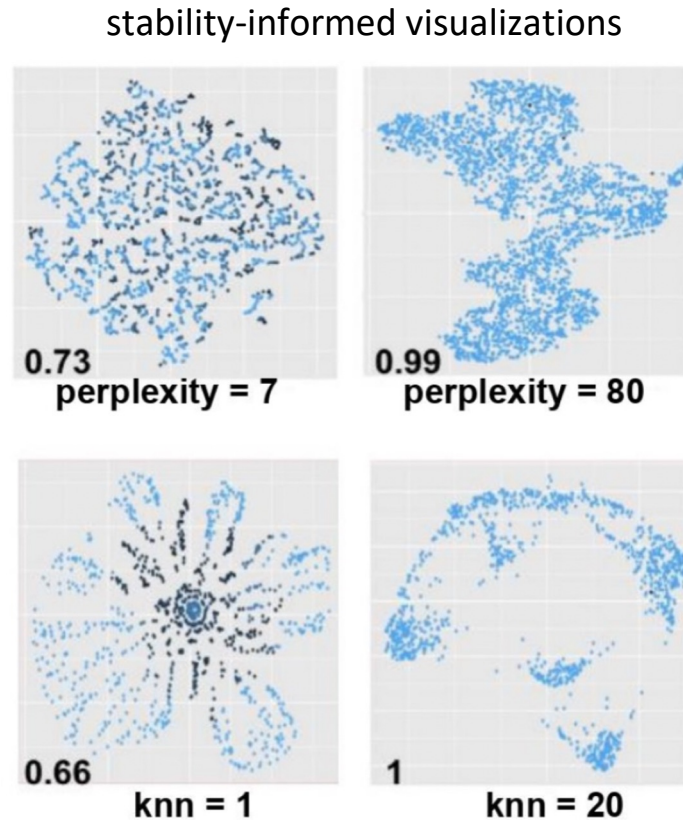 stability-informed visualizations
0.73
perplexity = 7
0.99
perplexity = 80
0.66
knn = 1
1
knn = 20